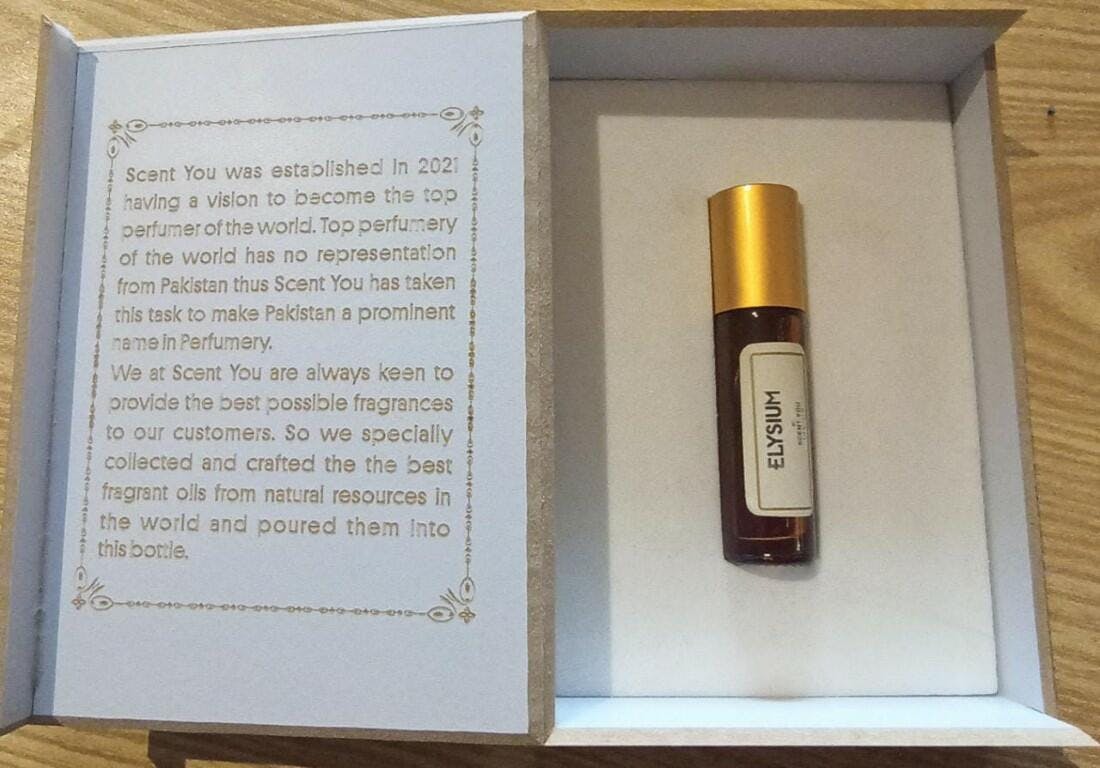 Scent You was established in 2021
having a vision to become the top
perfumer of the world. Top perfumery
of the world has no representation
from Pakistan thus Scent You has taken
this task to make Pakistan a prominent
name in Perfumery.
We at Scent You are always keen to
provide the best possible fragrances
to our customers. So we specially
collected and crafted the the best
fragrant oils from natural resources in
the world and poured them into
this bottle.
ELYSIUM
BY
SCENT YOU